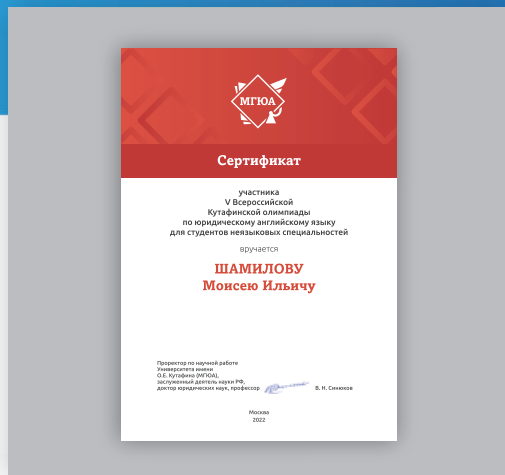 МГЮА
Сертификат
участника
V Всероссийской
Кутафинской олимпиады
по юридическому английскому языку
для студентов неязыковых специальностей
вручается
ШАМИЛОВУ
Моисею Ильичу
Проректор по научной работе
Университета имени
О.Е. Кутафина (МГЮА),
заслуженный деятель науки РФ,
доктор юридических наук, профессор В. Н. Синюков
Москва
2022